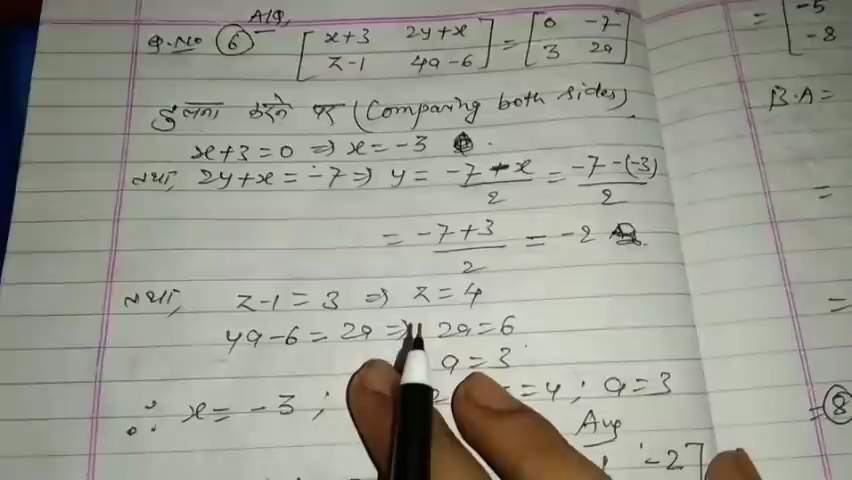 A/Q,
Q.No 6 [x+3 2y+x] = [0 -7]
[z-1 4a-6] [3 2a]
तुलना करने पर (Comparing both sides)
x+3=0 ⇒ x=-3
तथा, 2y+x = -7 ⇒ y = (-7-x)/2 = (-7-(-3))/2
= (-7+3)/2 = -2
तथा, z-1=3 ⇒ z=4
4a-6=2a ⇒ 2a=6
a=3
∴ x=-3; =4; a=3
Ans
-2]
= [-5
-8
B.A=
=
=
= 8